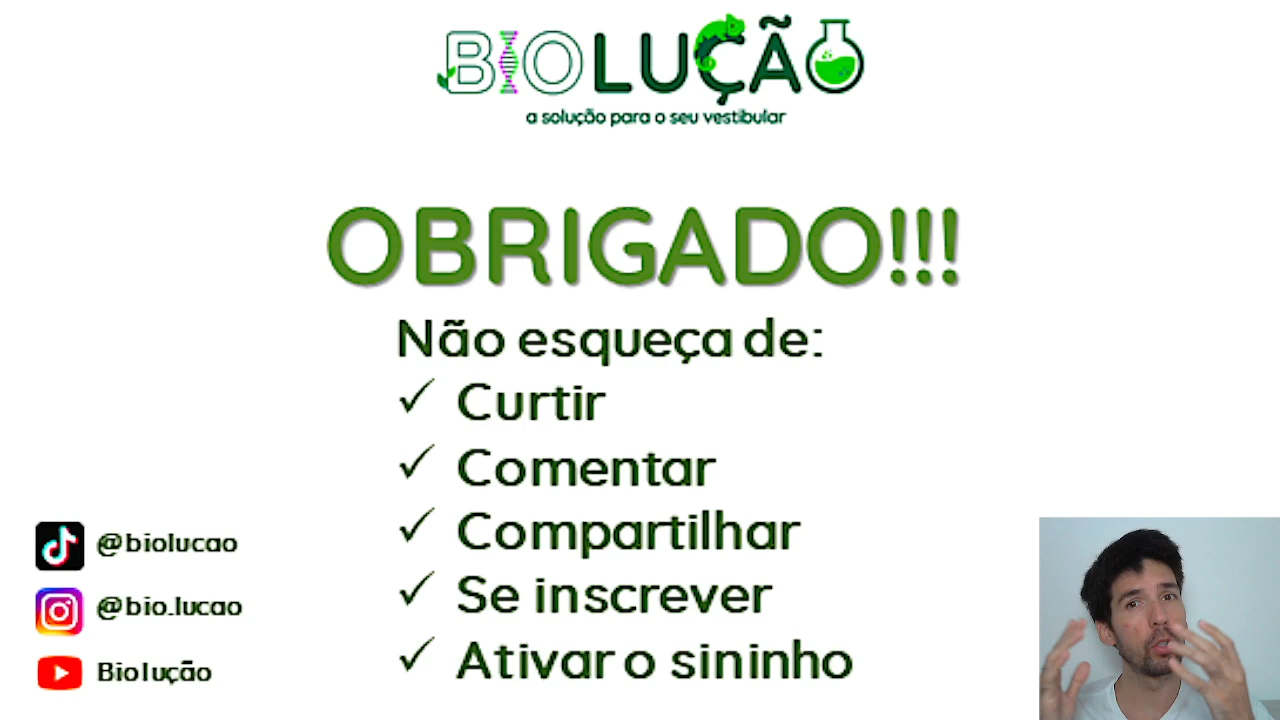 BIOLUÇÃO
a solução para o seu vestibular
OBRIGADO!!!
Não esqueça de:
✓ Curtir
✓ Comentar
✓ Compartilhar
✓ Se inscrever
✓ Ativar o sininho
@biolucao
@bio.lucao
Biolução